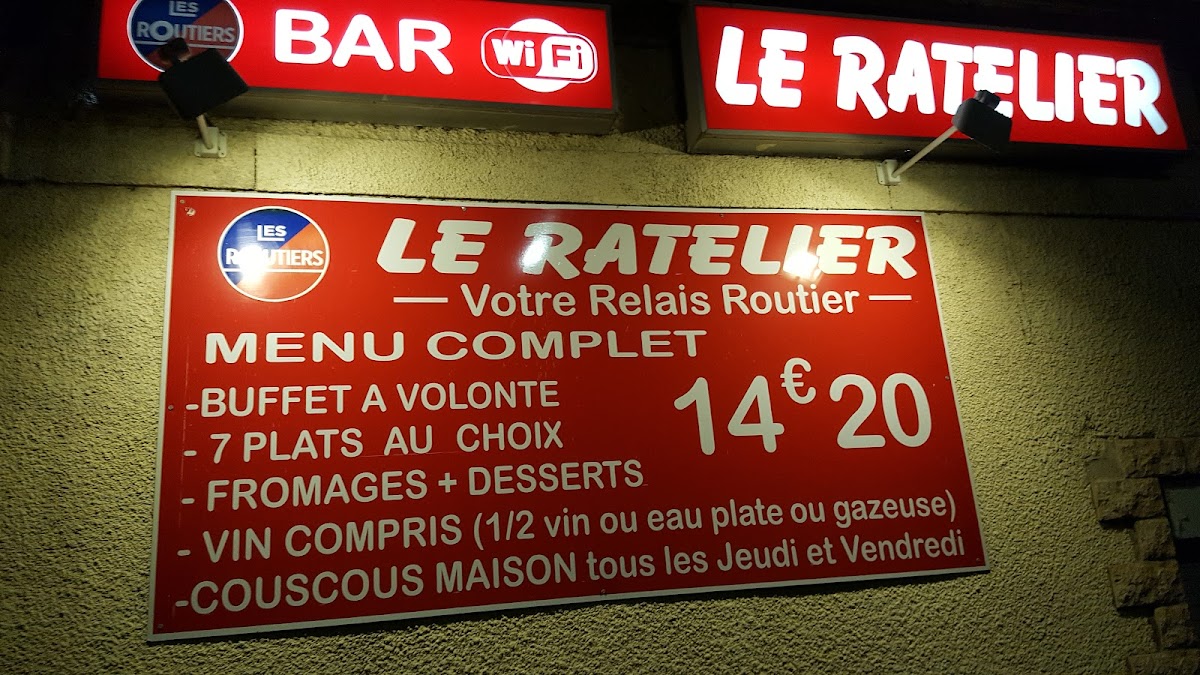 LES
ROUTIERS
BAR
WiFi
LE RATELIER
LES
ROUTIERS
LE RATELIER
— Votre Relais Routier —
MENU COMPLET
-BUFFET A VOLONTE
14€20
- 7 PLATS AU CHOIX
- FROMAGES + DESSERTS
- VIN COMPRIS (1/2 vin ou eau plate ou gazeuse)
-COUSCOUS MAISON tous les Jeudi et Vendredi